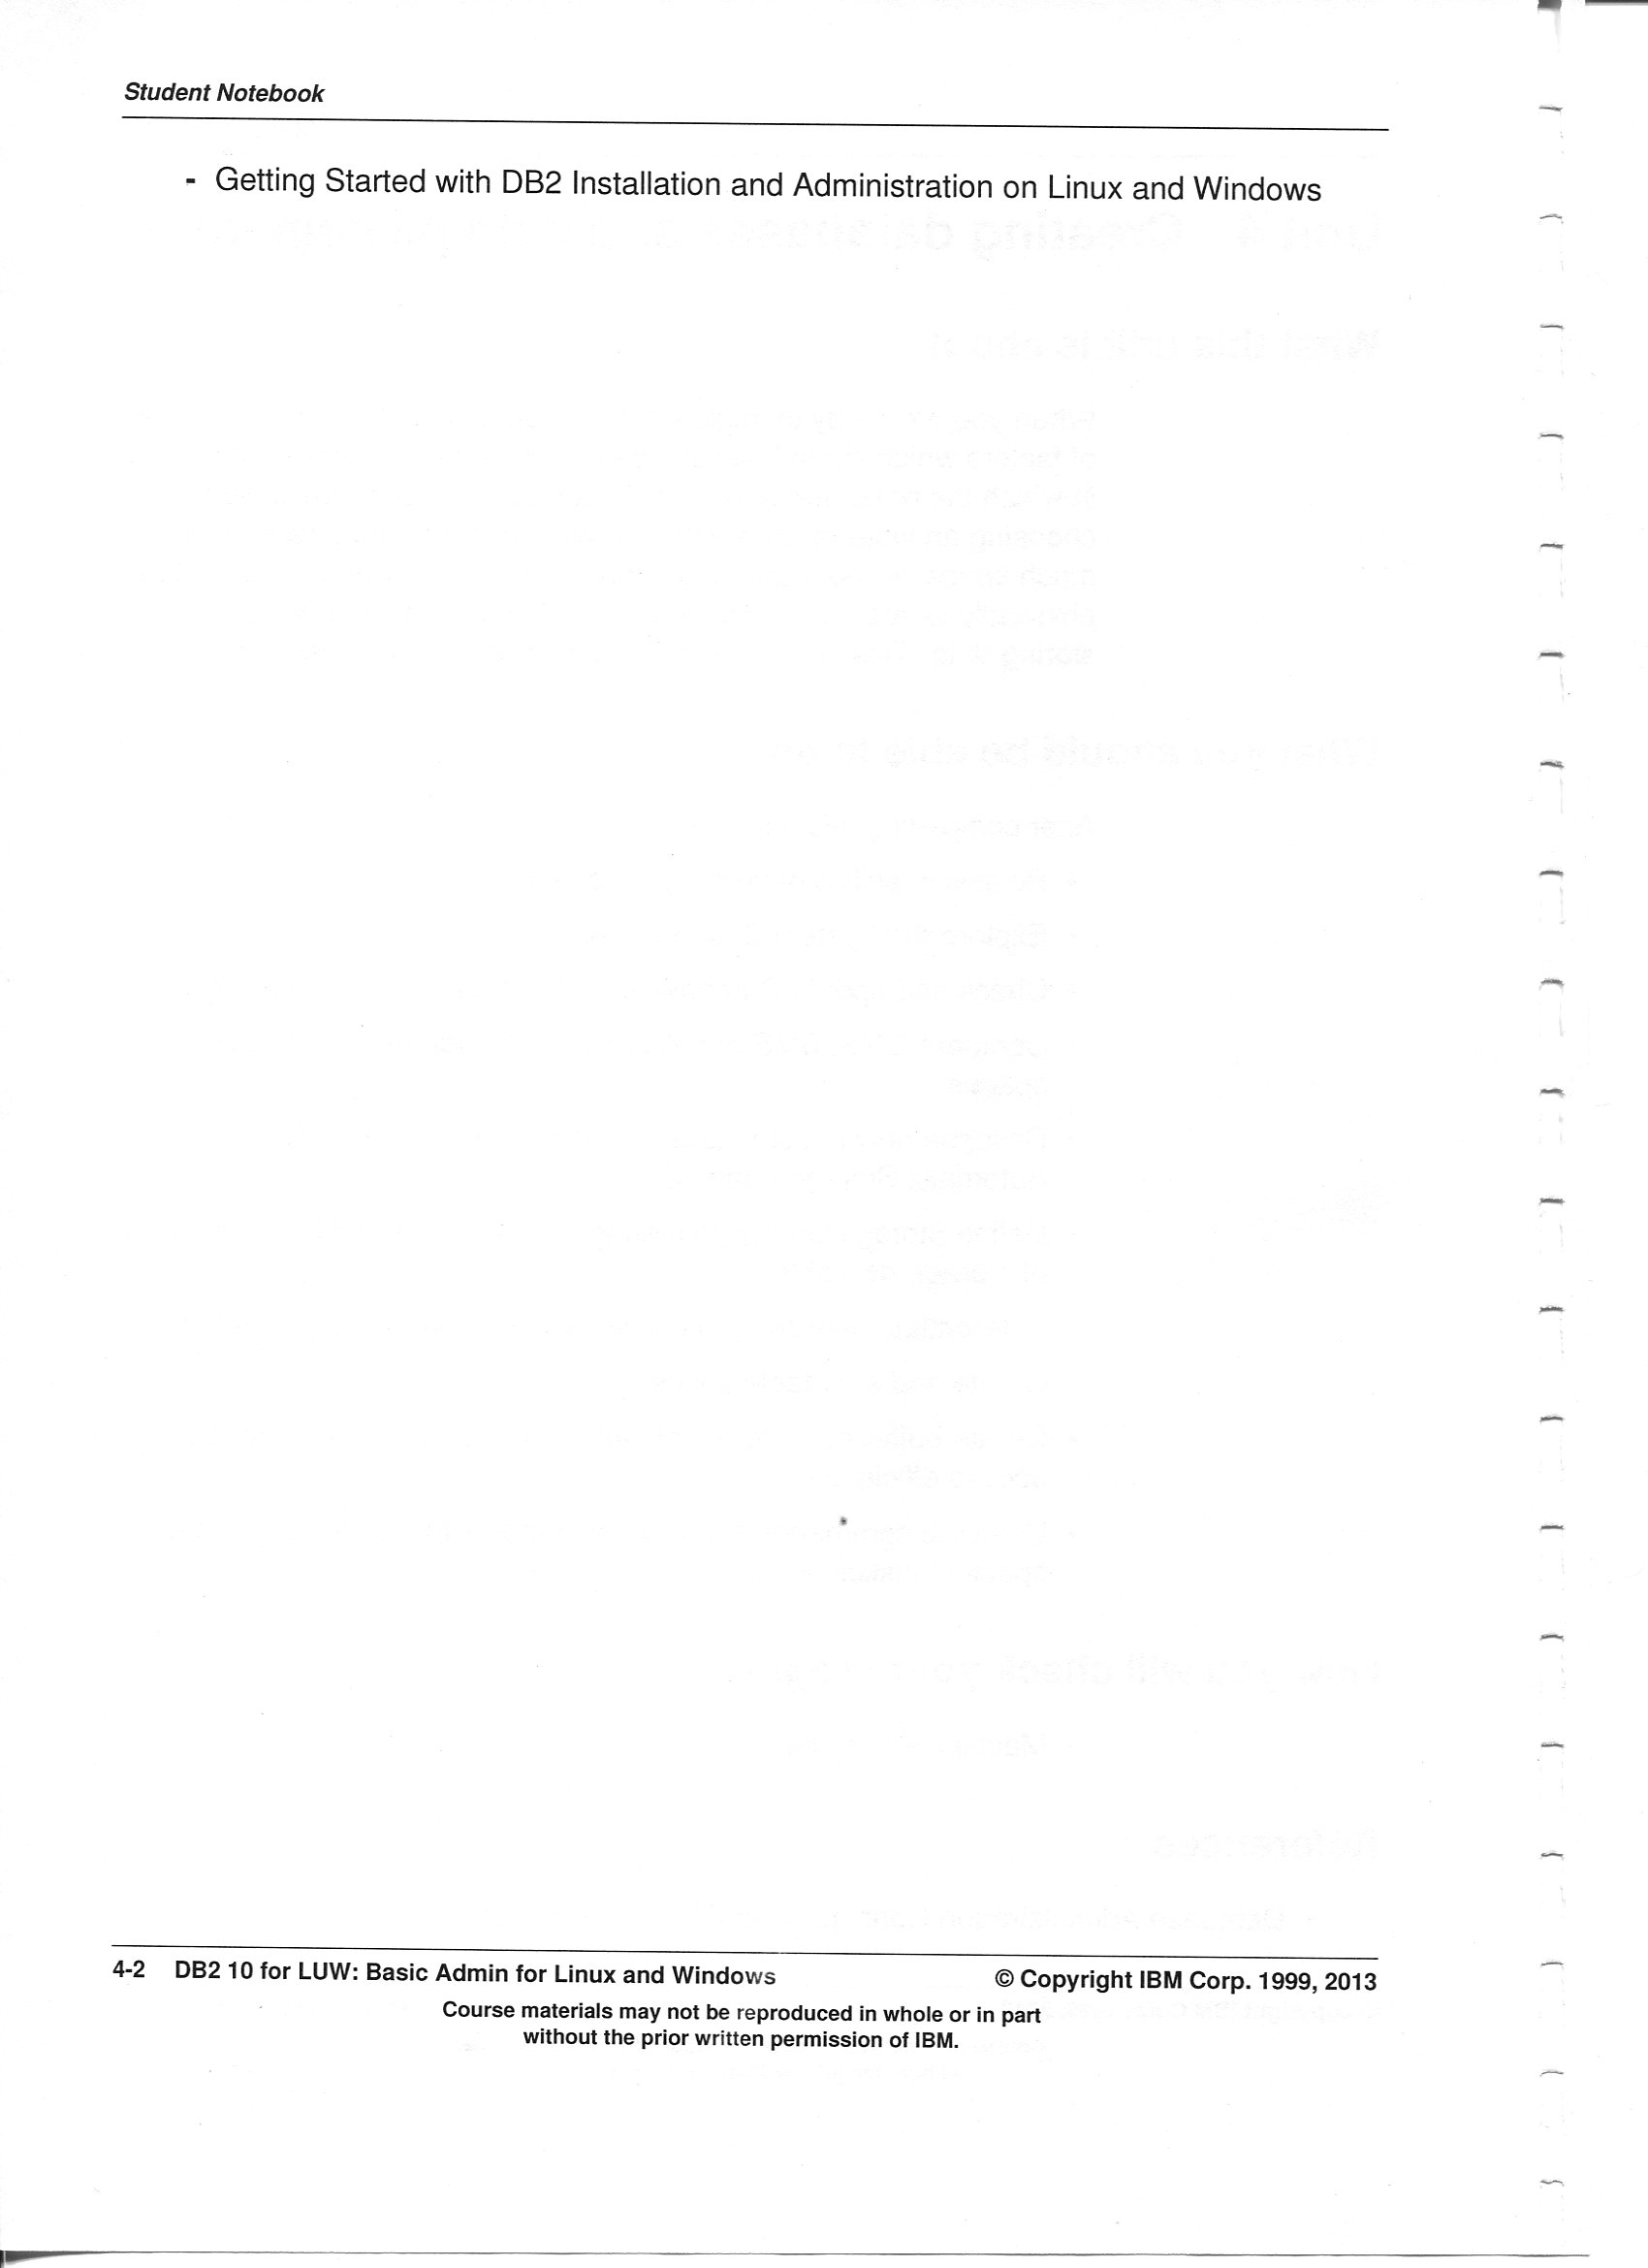 Student Notebook
- Getting Started with DB2 Installation and Administration on Linux and Windows
4-2 DB2 10 for LUW: Basic Admin for Linux and Windows © Copyright IBM Corp. 1999, 2013
Course materials may not be reproduced in whole or in part
without the prior written permission of IBM.